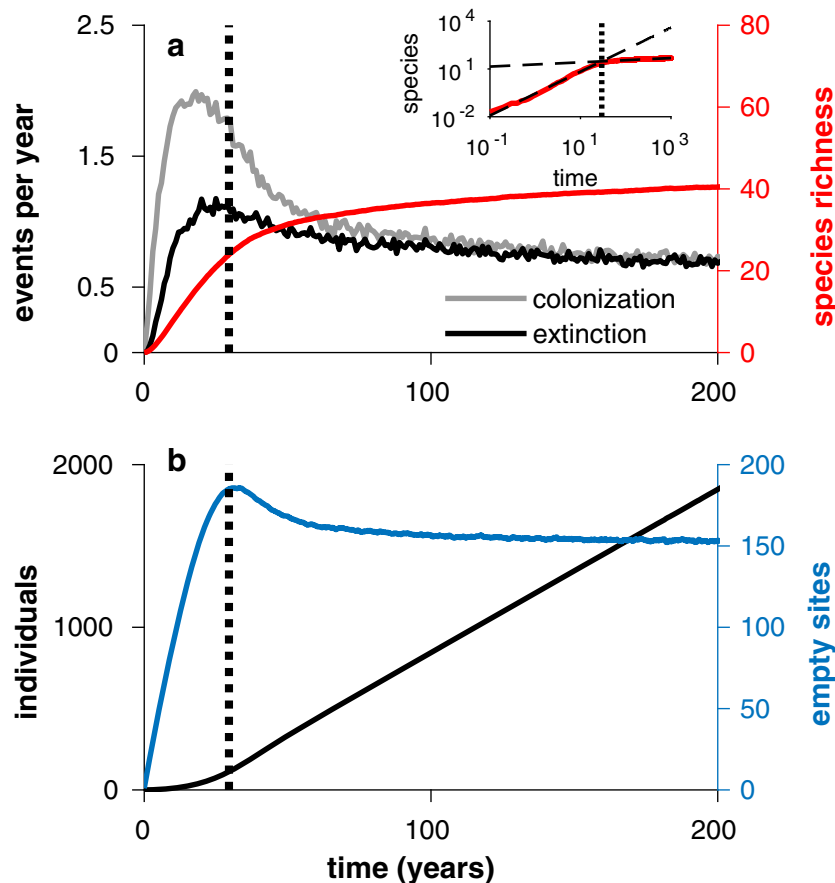 a
2.5
1.5
0.5
0
events per year
80
60
40
20
0
species richness
10^4
10^1
10^-2
species
10^-1
10^1
10^3
time
colonization
extinction
0
100
200
b
2000
1000
0
individuals
200
150
100
50
0
empty sites
0
100
200
time (years)